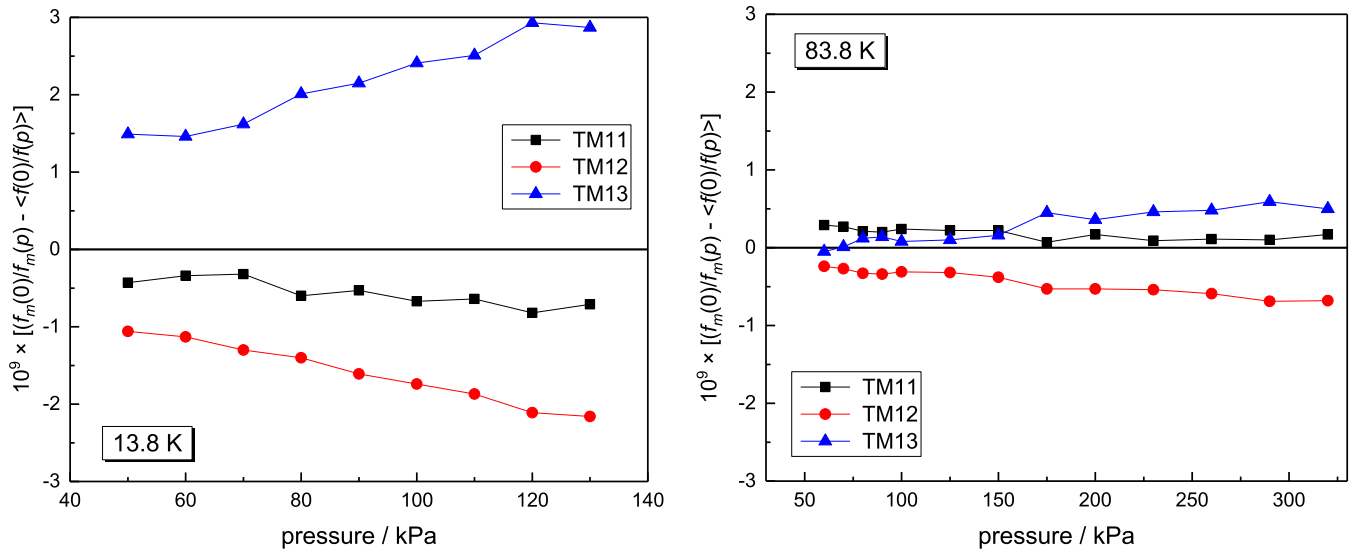 10⁹ × [(fm(0)/fm(p) - <f(0)/f(p)>]
3
2
1
0
-1
-2
-3
TM11
TM12
TM13
13.8 K
40 60 80 100 120 140
pressure / kPa
10⁹ × [(fm(0)/fm(p) - <f(0)/f(p)>]
3
2
1
0
-1
-2
-3
83.8 K
TM11
TM12
TM13
50 100 150 200 250 300
pressure / kPa